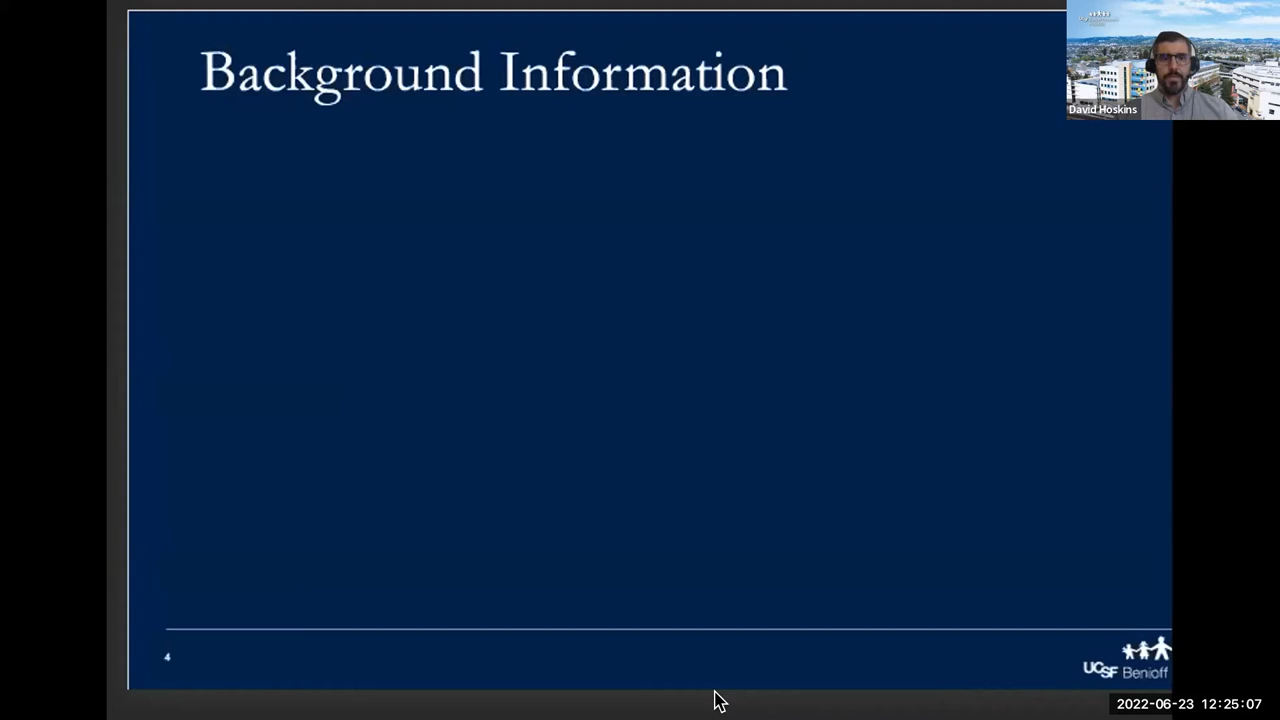 Background Information
David Hoskins
4
UCSF Benioff
2022-06-23 12:25:07